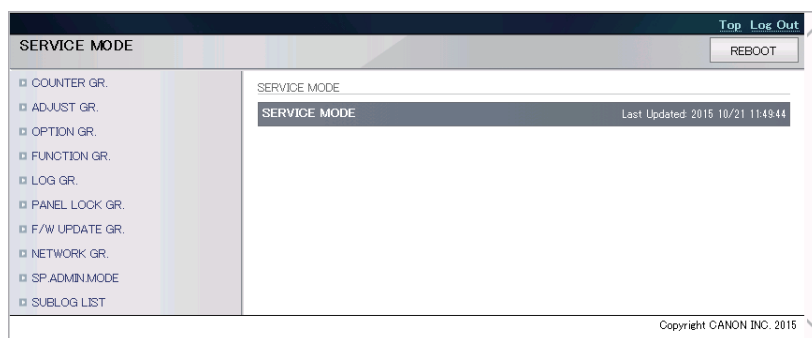 Top Log Out
SERVICE MODE
REBOOT
COUNTER GR.
ADJUST GR.
OPTION GR.
FUNCTION GR.
LOG GR.
PANEL LOCK GR.
F/W UPDATE GR.
NETWORK GR.
SP.ADMIN.MODE
SUBLOG LIST
SERVICE MODE
SERVICE MODE Last Updated: 2015 10/21 11:49:44
Copyright CANON INC. 2015